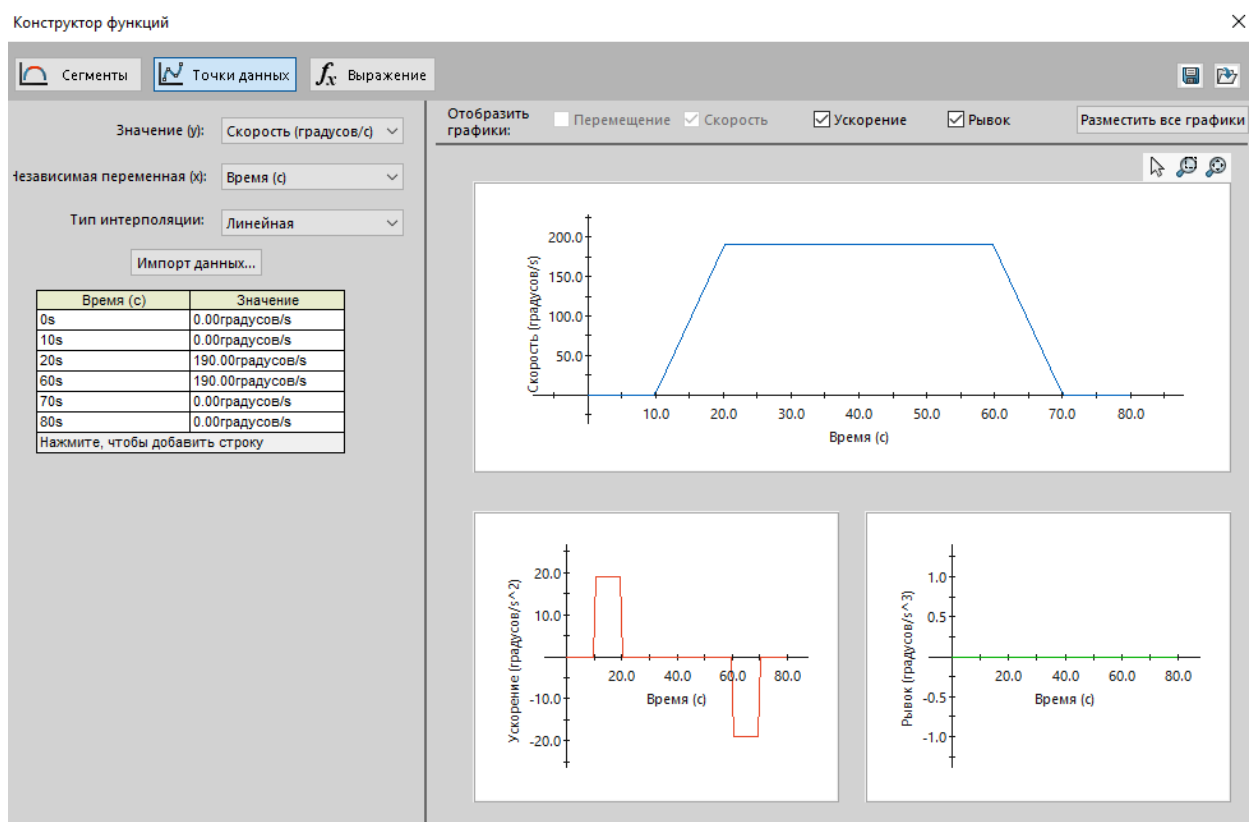 Конструктор функций
Сегменты
Точки данных
fx Выражение
Значение (y): Скорость (градусов/с)
Независимая переменная (x): Время (с)
Тип интерполяции: Линейная
Импорт данных...
Время (с) Значение
0s 0.00градусов/s
10s 0.00градусов/s
20s 190.00градусов/s
60s 190.00градусов/s
70s 0.00градусов/s
80s 0.00градусов/s
Нажмите, чтобы добавить строку
Отобразить
графики:
Перемещение
Скорость
Ускорение
Рывок
Разместить все графики
Скорость (градусов/s)
200.0
150.0
100.0
50.0
10.0 20.0 30.0 40.0 50.0 60.0 70.0 80.0
Время (с)
Ускорение (градусов/s^2)
20.0
10.0
20.0 40.0 60.0 80.0
Время (с)
-10.0
-20.0
Рывок (градусов/s^3)
1.0
0.5
20.0 40.0 60.0 80.0
Время (с)
-0.5
-1.0